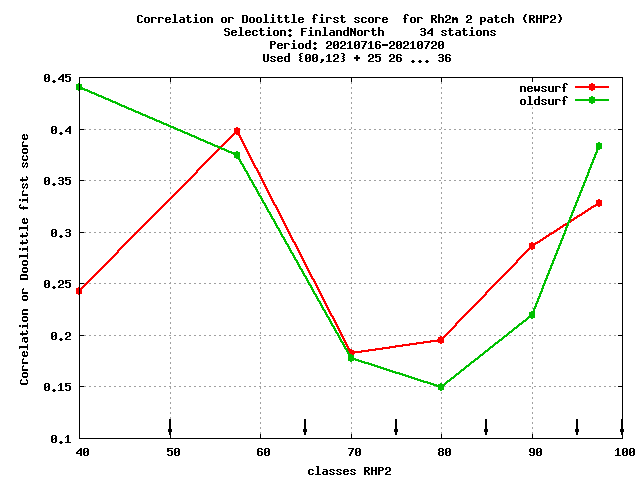 Correlation or Doolittle first score  for Rh2m 2 patch (RHP2)
Selection: FinlandNorth     34 stations
Period: 20210716-20210720
Used {00,12} + 25 26 ... 36
newsurf
oldsurf
Correlation or Doolittle first score
0.45
0.4
0.35
0.3
0.25
0.2
0.15
0.1
40 50 60 70 80 90 100
classes RHP2